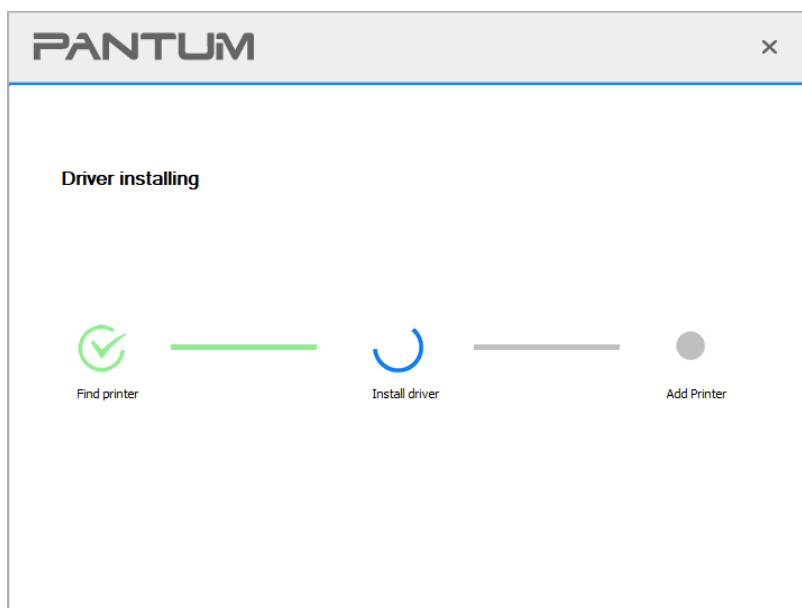 PANTUM
Driver installing
Find printer
Install driver
Add Printer